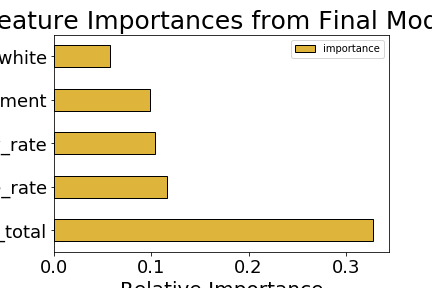 eature Importances from Final Mod
importance
white
ment
_rate
_rate
_total
0.0 0.1 0.2 0.3
Relative Importance